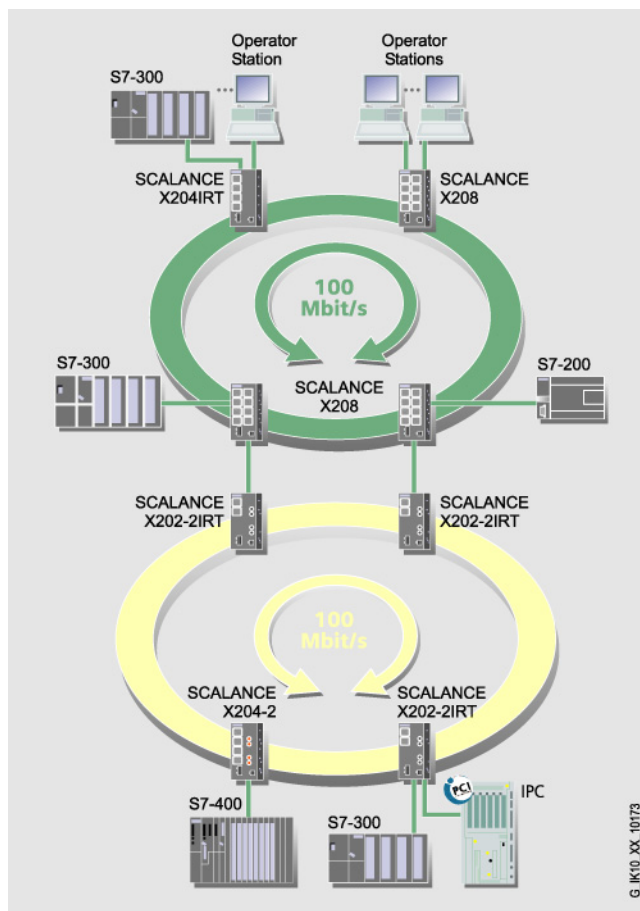 Operator
Station
Operator
Stations
S7-300
SCALANCE
X204IRT
SCALANCE
X208
100
Mbit/s
S7-300
SCALANCE
X208
S7-200
SCALANCE
X202-2IRT
SCALANCE
X202-2IRT
100
Mbit/s
SCALANCE
X204-2
SCALANCE
X202-2IRT
S7-400
S7-300
PCI
IPC
G_IK10_XX_10173